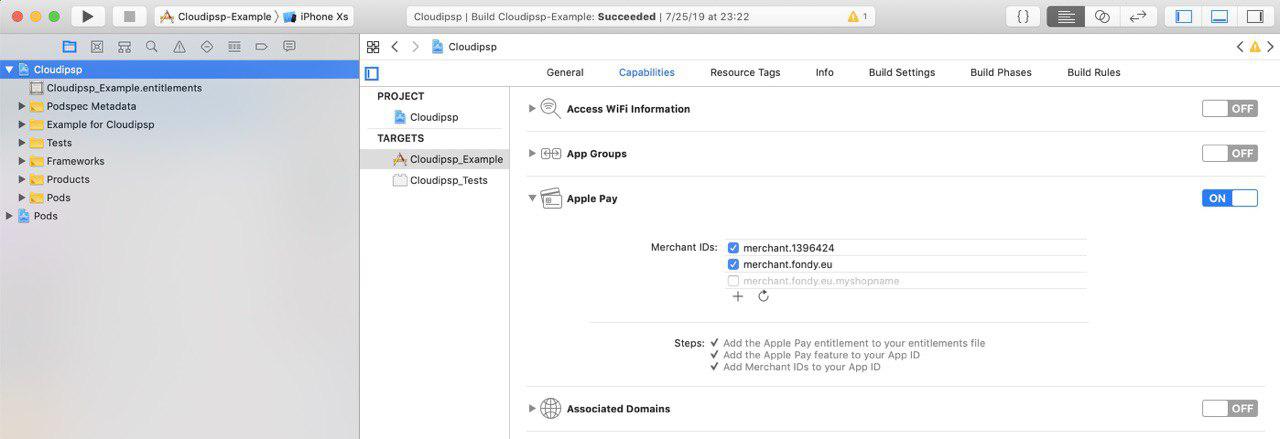 Cloudipsp-Example
iPhone Xs
Cloudipsp | Build Cloudipsp-Example: Succeeded | 7/25/19 at 23:22
1
{ }
Cloudipsp
Cloudipsp_Example.entitlements
Podspec Metadata
Example for Cloudipsp
Tests
Frameworks
Products
Pods
Pods
Cloudipsp
General Capabilities Resource Tags Info Build Settings Build Phases Build Rules
PROJECT
Cloudipsp
TARGETS
Cloudipsp_Example
Cloudipsp_Tests
Access WiFi Information OFF
App Groups OFF
Apple Pay ON
Merchant IDs: merchant.1396424
merchant.fondy.eu
merchant.fondy.eu.myshopname
Steps: ✓ Add the Apple Pay entitlement to your entitlements file
✓ Add the Apple Pay feature to your App ID
✓ Add Merchant IDs to your App ID
Associated Domains OFF